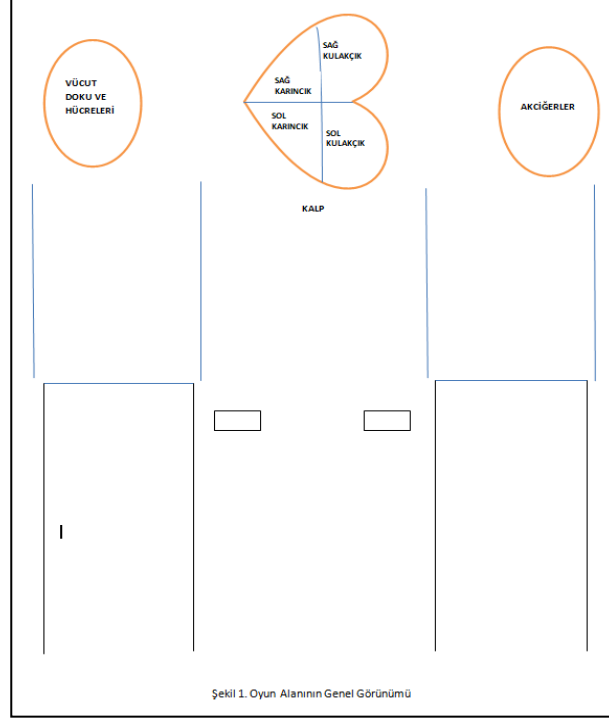 VÜCUT
DOKU VE
HÜCRELERİ
SAĞ
KULAKÇIK
SAĞ
KARINCIK
SOL
KARINCIK
SOL
KULAKÇIK
AKCİĞERLER
KALP
Şekil 1. Oyun Alanının Genel Görünümü